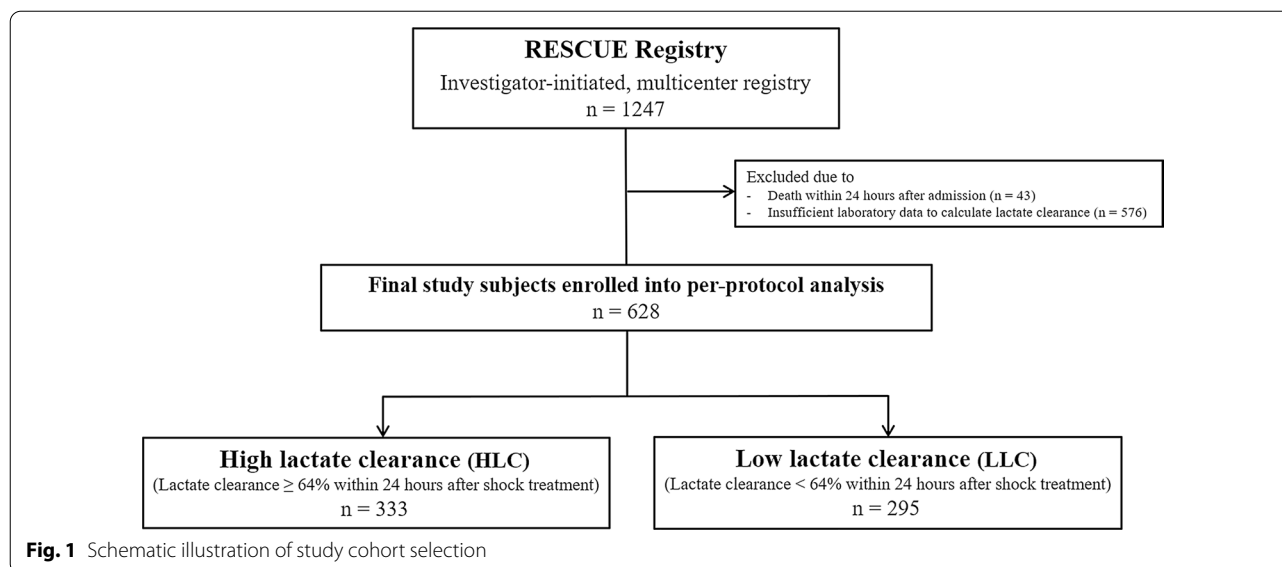 RESCUE Registry
Investigator-initiated, multicenter registry
n = 1247
Excluded due to
- Death within 24 hours after admission (n = 43)
- Insufficient laboratory data to calculate lactate clearance (n = 576)
Final study subjects enrolled into per-protocol analysis
n = 628
High lactate clearance (HLC)
(Lactate clearance ≥ 64% within 24 hours after shock treatment)
n = 333
Low lactate clearance (LLC)
(Lactate clearance < 64% within 24 hours after shock treatment)
n = 295
Fig. 1 Schematic illustration of study cohort selection